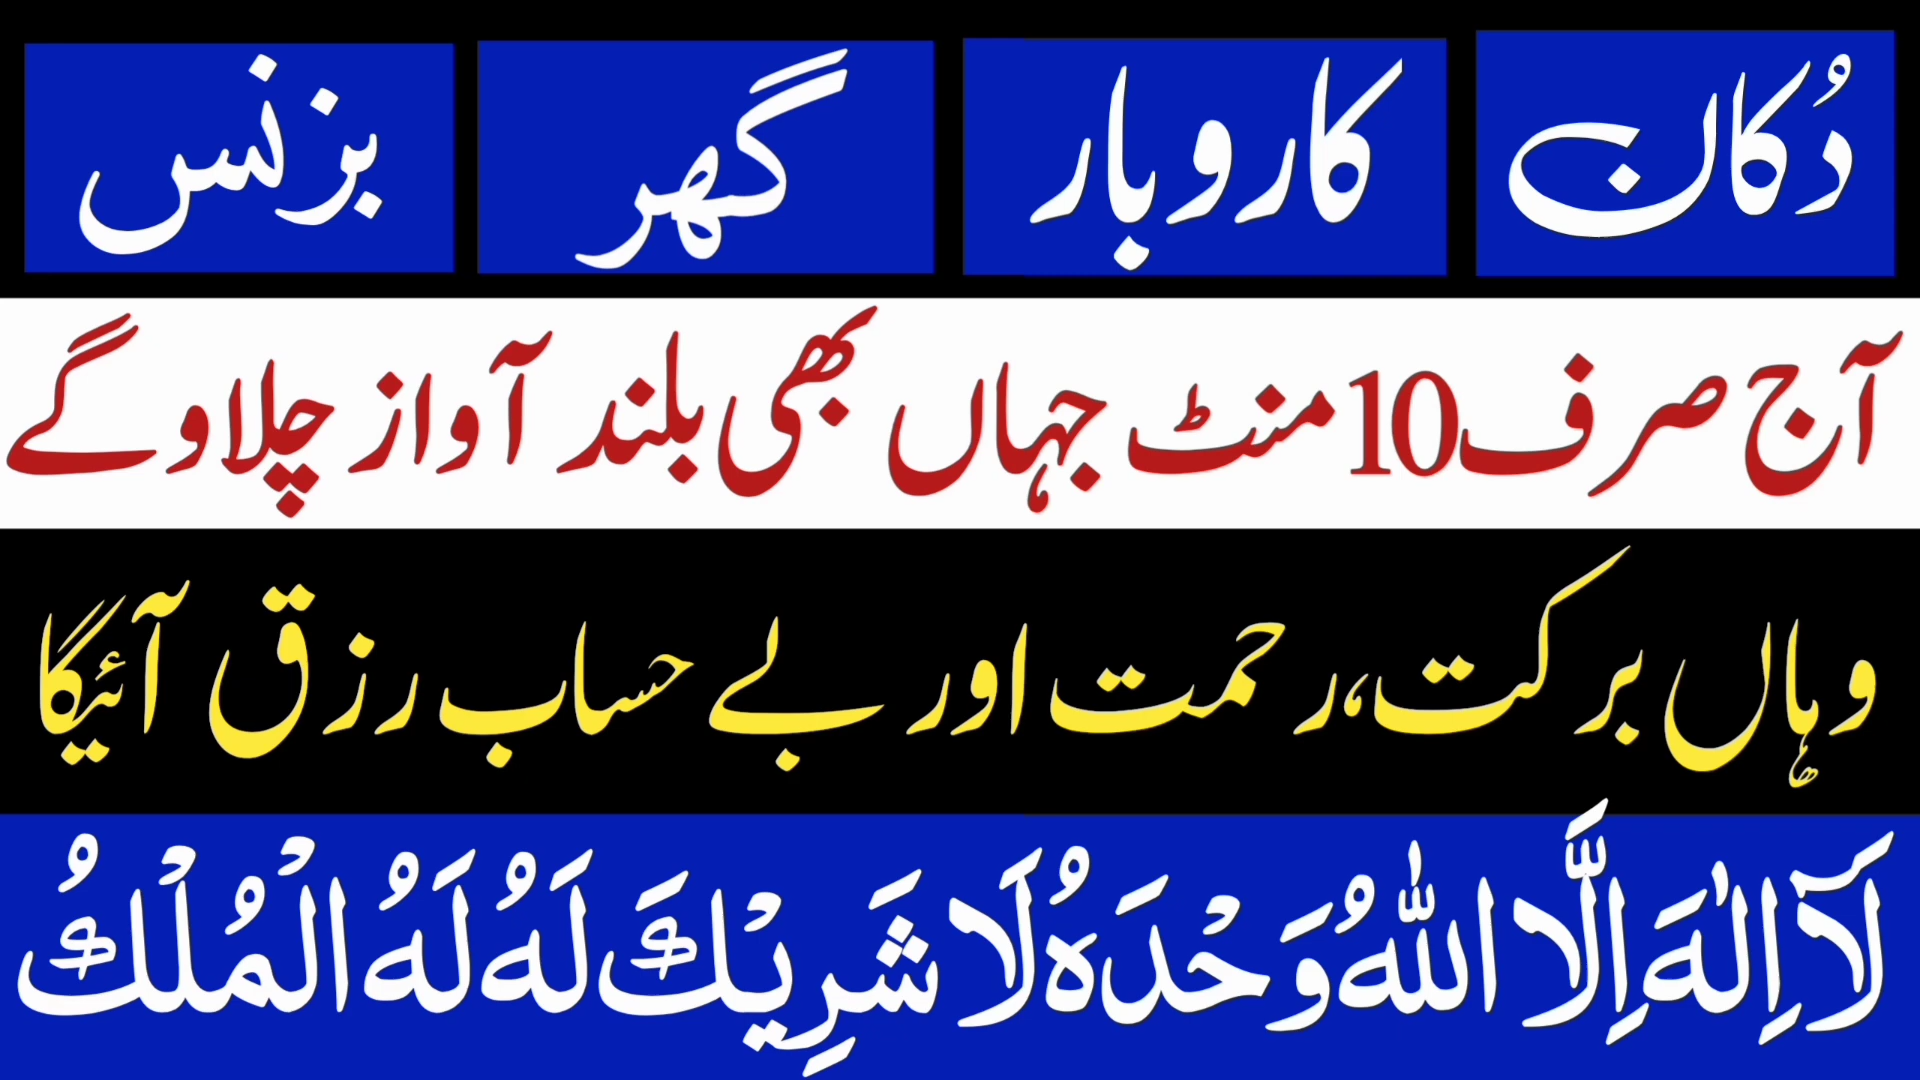 دُکان کاروبار گھر بزنس
آج صرف 10 منٹ جہاں بھی بلند آواز چلاوگے
وہاں برکت، رحمت اور بے حساب رزق آئیگا
لَآ اِلٰهَ اِلَّا اللّٰهُ وَحْدَهٗ لَا شَرِيْكَ لَهٗ لَهُ الْمُلْكُ